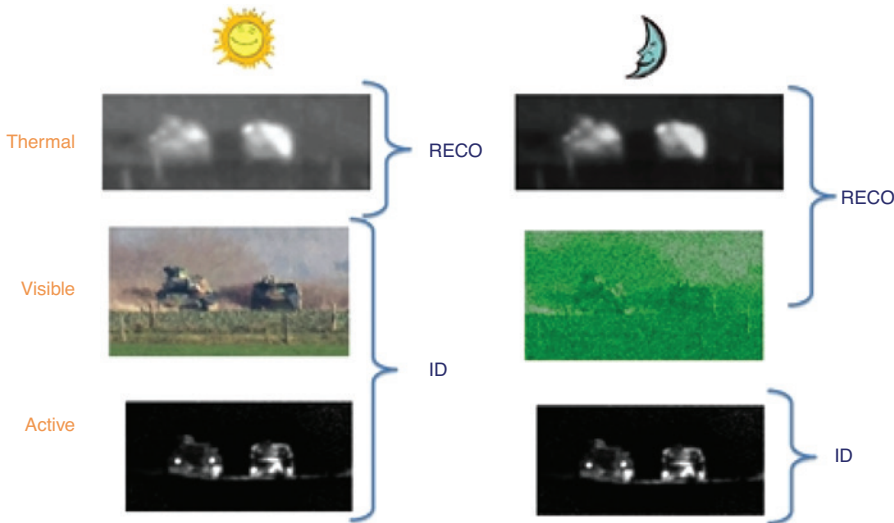 Thermal
RECO
RECO
Visible
ID
Active
ID